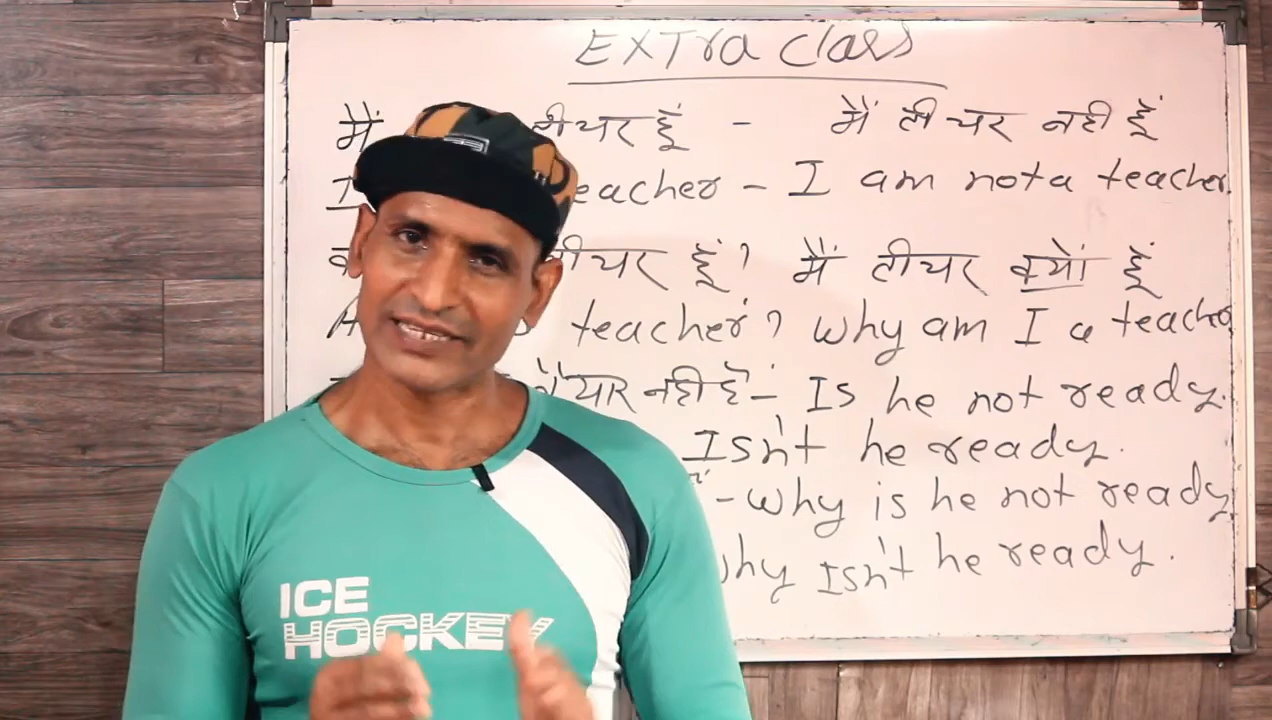 EXTra Class
मैं टीचर हूं - मैं टीचर नही हूं
I eacher - I am not a teacher.
टीचर हूं? मैं टीचर क्यों हूं
A teacher? why am I a teacher
तैयार नही है - Is he not ready.
Isn't he ready.
- why is he not ready
why Isn't he ready.
ICE
HOCKEY